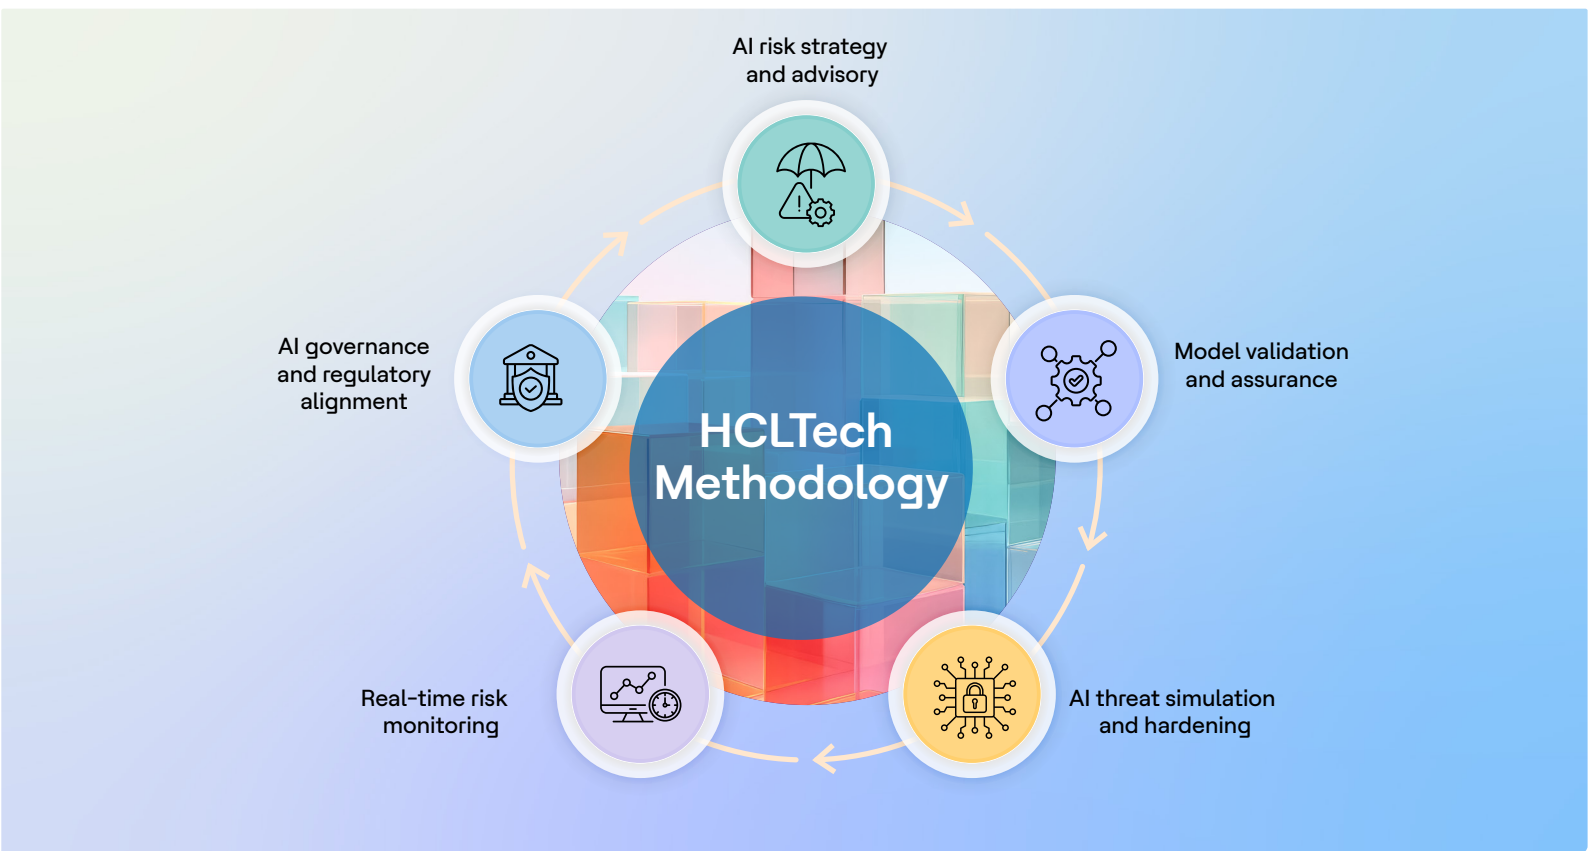 AI risk strategy
and advisory
Model validation
and assurance
AI threat simulation
and hardening
Real-time risk
monitoring
AI governance
and regulatory
alignment
HCLTech
Methodology